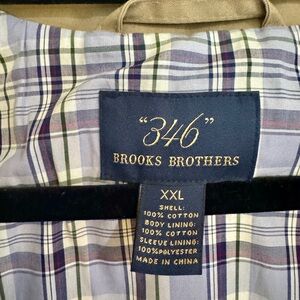 "346"
BROOKS BROTHERS
XXL
SHELL:
100% COTTON
BODY LINING:
100% COTTON
SLEEVE LINING:
100%POLYESTER
MADE IN CHINA